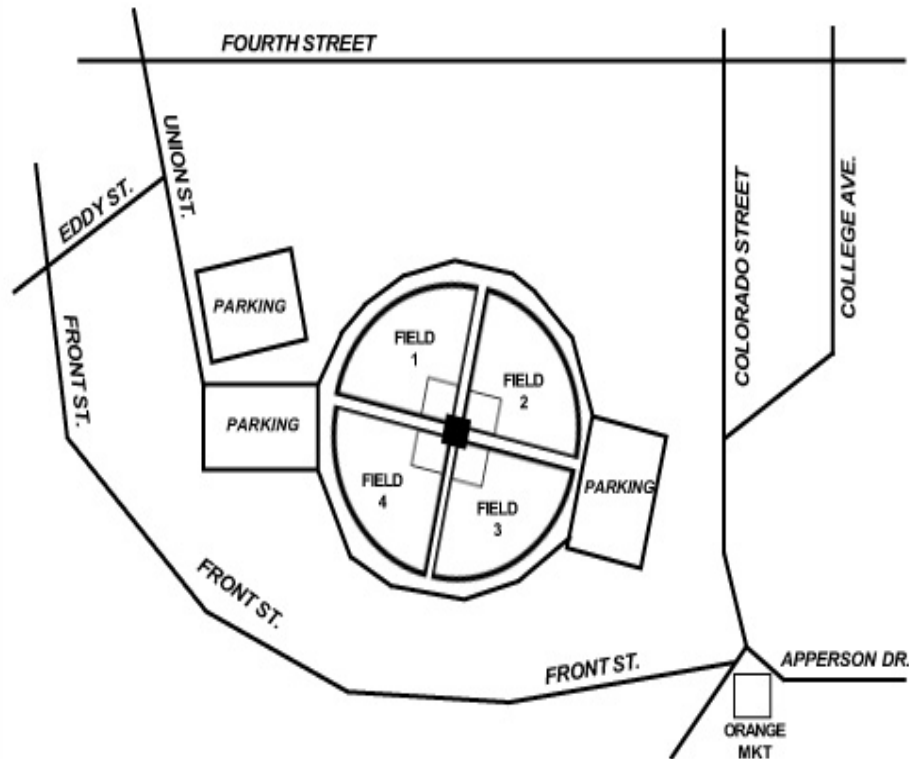 FOURTH STREET
UNION ST.
EDDY ST.
COLORADO STREET
COLLEGE AVE.
PARKING
FRONT ST.
FIELD
1
FIELD
2
PARKING
FIELD
4
FIELD
3
PARKING
FRONT ST.
FRONT ST.
APPERSON DR.
ORANGE
MKT